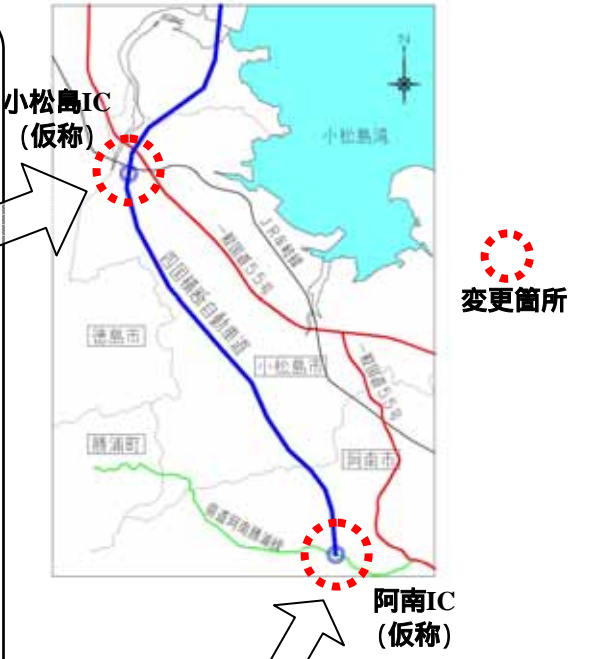 小松島IC
(仮称)
N
小松島湾
JR牟岐線
一般国道55号
四国横断自動車道
変更箇所
徳島市
小松島市
一般国道55号
勝浦町
阿南市
県道阿南勝浦線
阿南IC
(仮称)